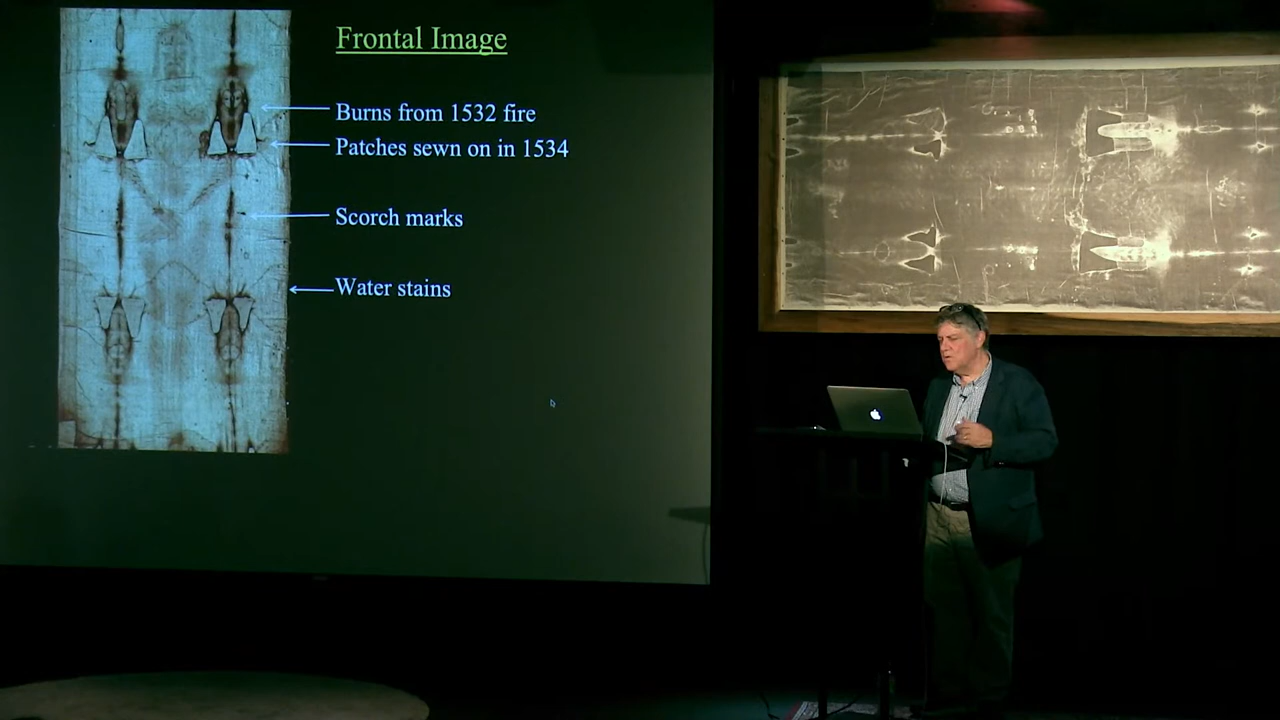 Frontal Image
Burns from 1532 fire
Patches sewn on in 1534
Scorch marks
Water stains